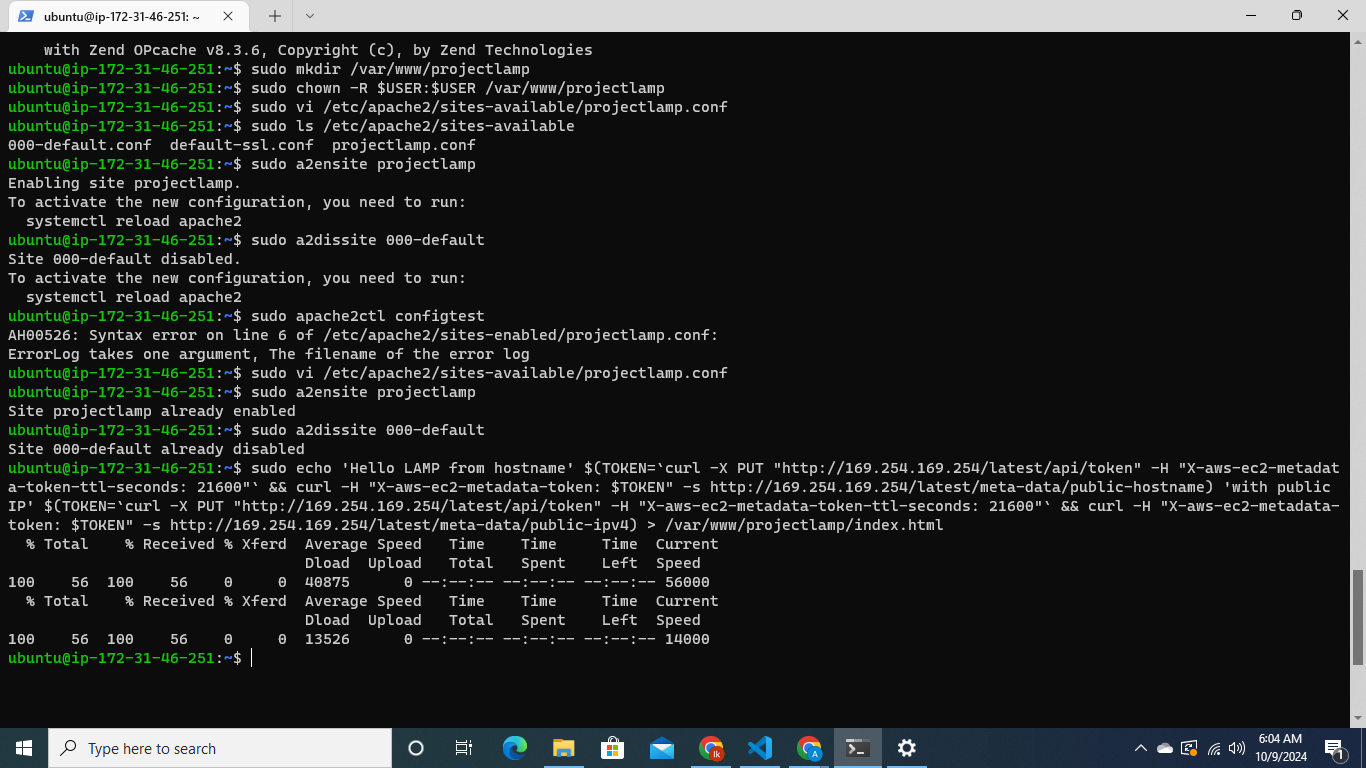 ubuntu@ip-172-31-46-251: ~
with Zend OPcache v8.3.6, Copyright (c), by Zend Technologies
ubuntu@ip-172-31-46-251:~$ sudo mkdir /var/www/projectlamp
ubuntu@ip-172-31-46-251:~$ sudo chown -R $USER:$USER /var/www/projectlamp
ubuntu@ip-172-31-46-251:~$ sudo vi /etc/apache2/sites-available/projectlamp.conf
ubuntu@ip-172-31-46-251:~$ sudo ls /etc/apache2/sites-available
000-default.conf  default-ssl.conf  projectlamp.conf
ubuntu@ip-172-31-46-251:~$ sudo a2ensite projectlamp
Enabling site projectlamp.
To activate the new configuration, you need to run:
  systemctl reload apache2
ubuntu@ip-172-31-46-251:~$ sudo a2dissite 000-default
Site 000-default disabled.
To activate the new configuration, you need to run:
  systemctl reload apache2
ubuntu@ip-172-31-46-251:~$ sudo apache2ctl configtest
AH00526: Syntax error on line 6 of /etc/apache2/sites-enabled/projectlamp.conf:
ErrorLog takes one argument, The filename of the error log
ubuntu@ip-172-31-46-251:~$ sudo vi /etc/apache2/sites-available/projectlamp.conf
ubuntu@ip-172-31-46-251:~$ sudo a2ensite projectlamp
Site projectlamp already enabled
ubuntu@ip-172-31-46-251:~$ sudo a2dissite 000-default
Site 000-default already disabled
ubuntu@ip-172-31-46-251:~$ sudo echo 'Hello LAMP from hostname' $(TOKEN=`curl -X PUT "http://169.254.169.254/latest/api/token" -H "X-aws-ec2-metadat
a-token-ttl-seconds: 21600"` && curl -H "X-aws-ec2-metadata-token: $TOKEN" -s http://169.254.169.254/latest/meta-data/public-hostname) 'with public
IP' $(TOKEN=`curl -X PUT "http://169.254.169.254/latest/api/token" -H "X-aws-ec2-metadata-token-ttl-seconds: 21600"` && curl -H "X-aws-ec2-metadata-
token: $TOKEN" -s http://169.254.169.254/latest/meta-data/public-ipv4) > /var/www/projectlamp/index.html
  % Total    % Received % Xferd  Average Speed   Time    Time     Time  Current
                                 Dload  Upload   Total   Spent    Left  Speed
100    56  100    56    0     0  40875      0 --:--:-- --:--:-- --:--:-- 56000
  % Total    % Received % Xferd  Average Speed   Time    Time     Time  Current
                                 Dload  Upload   Total   Spent    Left  Speed
100    56  100    56    0     0  13526      0 --:--:-- --:--:-- --:--:-- 14000
ubuntu@ip-172-31-46-251:~$
Type here to search
Ik
A
6:04 AM
10/9/2024
1